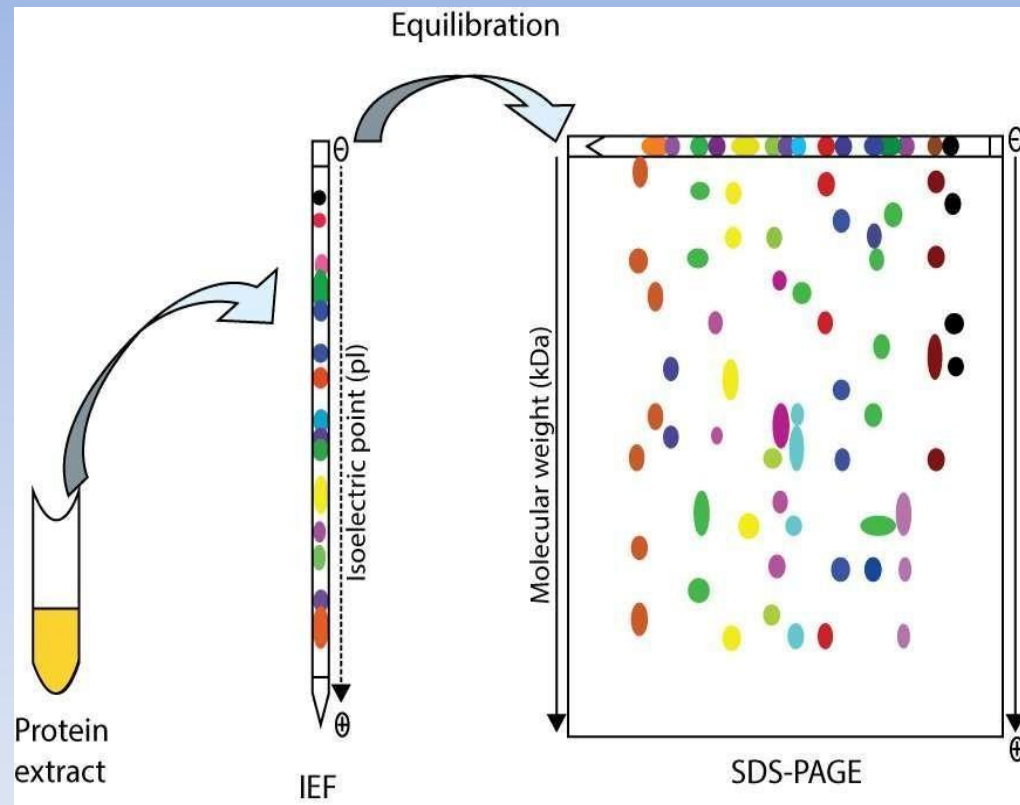 Equilibration
⊖
⊖
Isoelectric point (pI)
Molecular weight (kDa)
⊕
⊕
Protein
extract
IEF
SDS-PAGE